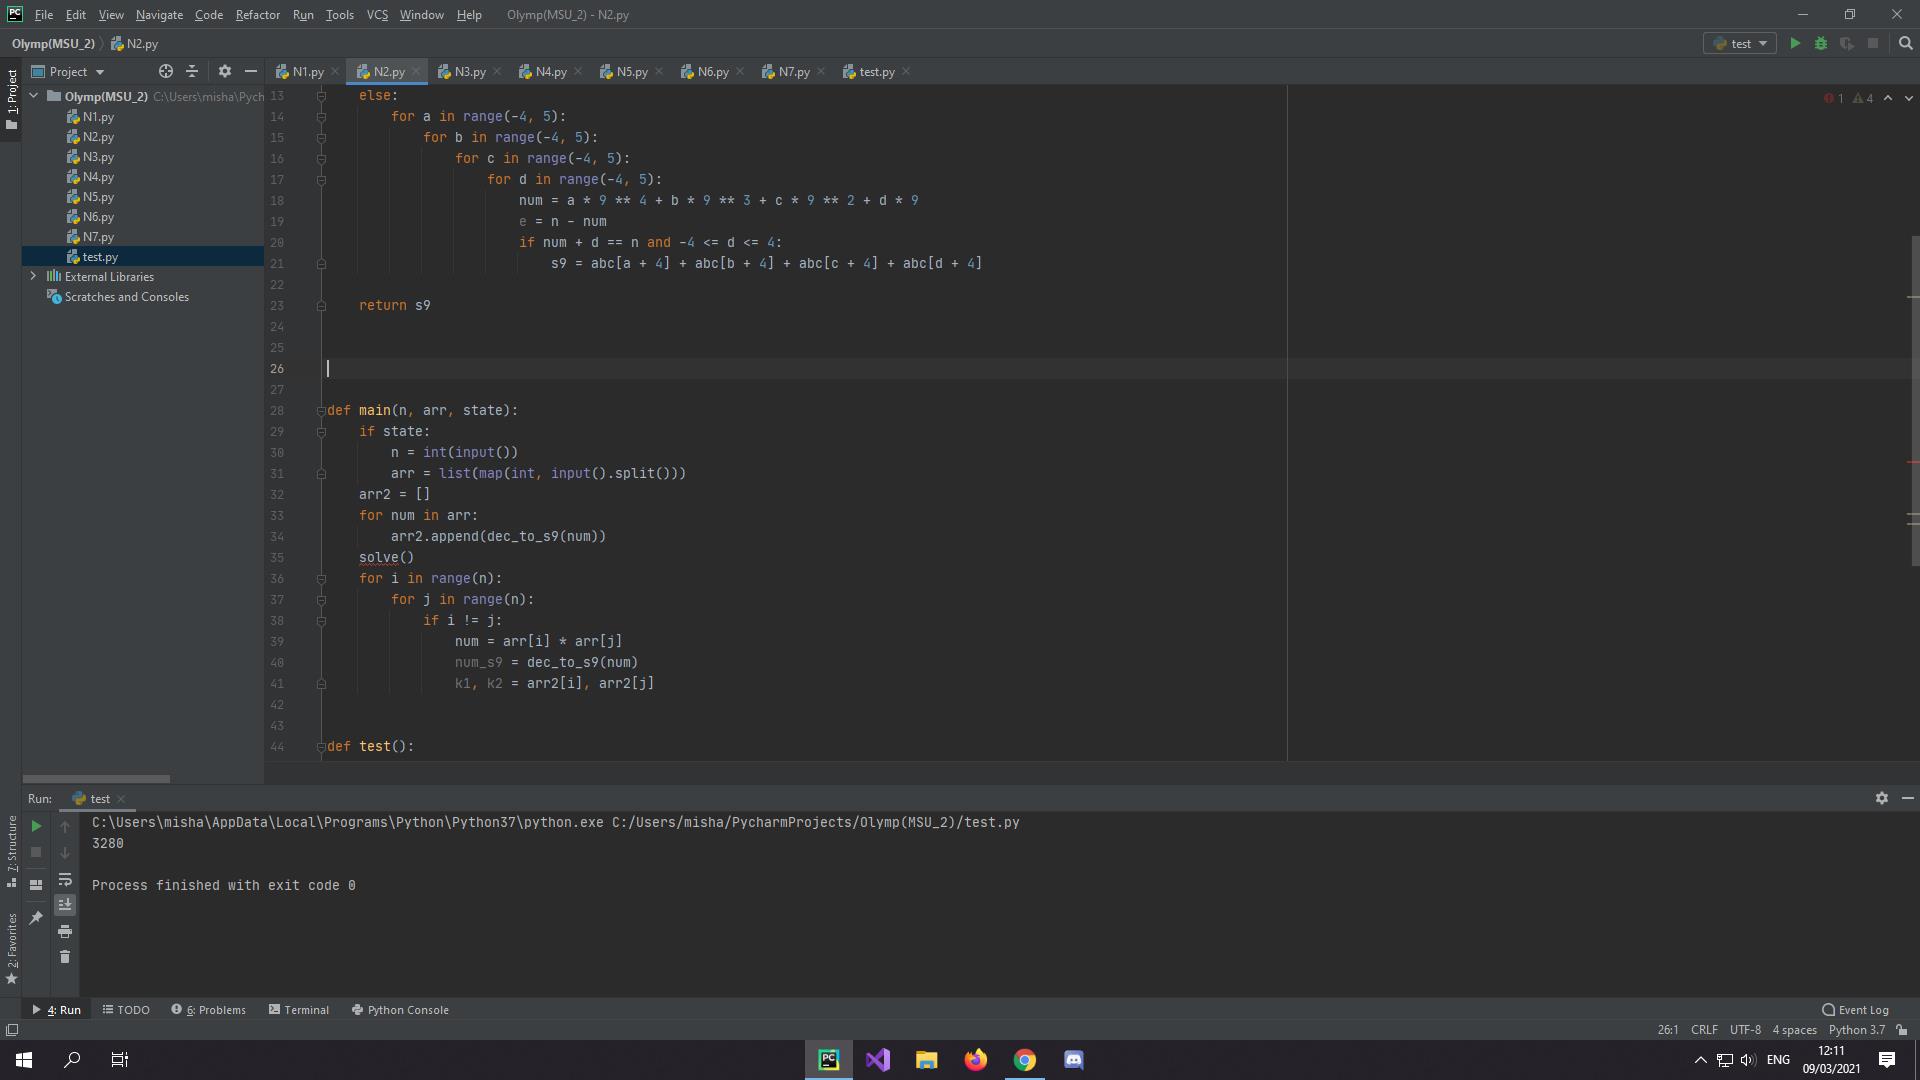 File Edit View Navigate Code Refactor Run Tools VCS Window Help Olymp(MSU_2) - N2.py
Olymp(MSU_2) N2.py test
Project N1.py N2.py N3.py N4.py N5.py N6.py N7.py test.py
1: Project
Olymp(MSU_2) C:\Users\misha\Pych
N1.py
N2.py
N3.py
N4.py
N5.py
N6.py
N7.py
test.py
External Libraries
Scratches and Consoles
1 4
13 else:
14 for a in range(-4, 5):
15 for b in range(-4, 5):
16 for c in range(-4, 5):
17 for d in range(-4, 5):
18 num = a * 9 ** 4 + b * 9 ** 3 + c * 9 ** 2 + d * 9
19 e = n - num
20 if num + d == n and -4 <= d <= 4:
21 s9 = abc[a + 4] + abc[b + 4] + abc[c + 4] + abc[d + 4]
22
23 return s9
24
25
26
27
28 def main(n, arr, state):
29 if state:
30 n = int(input())
31 arr = list(map(int, input().split()))
32 arr2 = []
33 for num in arr:
34 arr2.append(dec_to_s9(num))
35 solve()
36 for i in range(n):
37 for j in range(n):
38 if i != j:
39 num = arr[i] * arr[j]
40 num_s9 = dec_to_s9(num)
41 k1, k2 = arr2[i], arr2[j]
42
43
44 def test():
Run: test
7: Structure
2: Favorites
C:\Users\misha\AppData\Local\Programs\Python\Python37\python.exe C:/Users/misha/PycharmProjects/Olymp(MSU_2)/test.py
3280
Process finished with exit code 0
4: Run TODO 6: Problems Terminal Python Console Event Log
26:1 CRLF UTF-8 4 spaces Python 3.7
PC ENG 12:11
09/03/2021